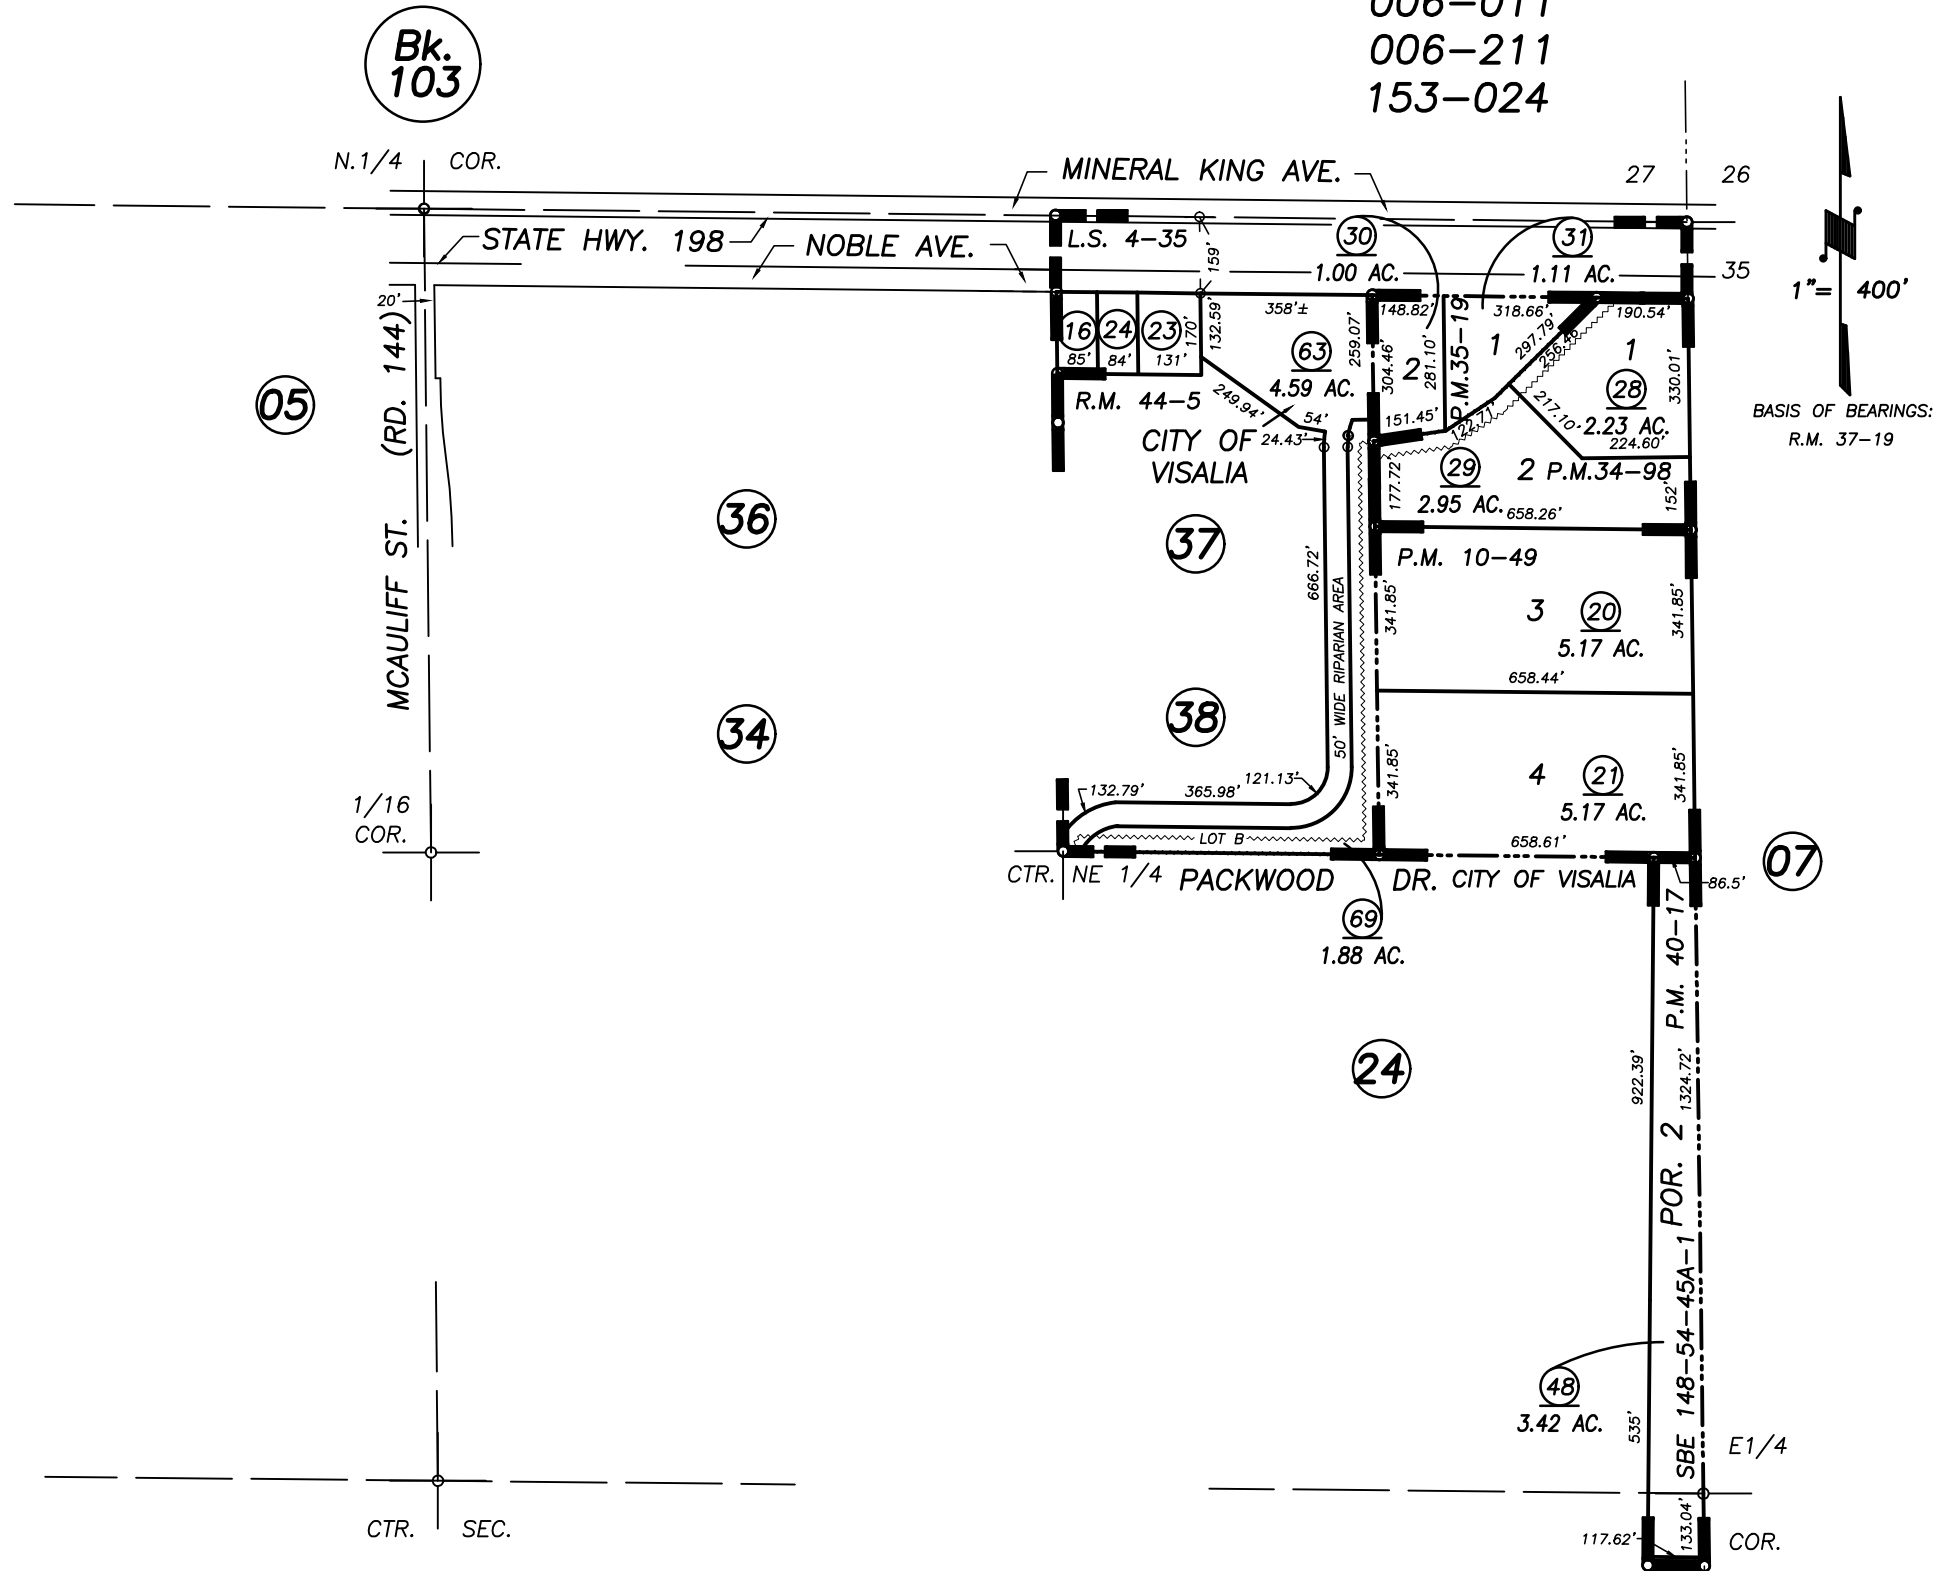 006-011
006-211
153-024
Bk.
103
N.1/4 COR.
MINERAL KING AVE.
27 26
35
STATE HWY. 198
NOBLE AVE.
L.S. 4-35
159'
30
1.00 AC.
31
1.11 AC.
1"= 400'
BASIS OF BEARINGS:
R.M. 37-19
20'
MCAULIFF ST. (RD. 144)
05
16
85'
24
84'
23
131'
170'
132.59'
358'±
63
4.59 AC.
259.07'
304.46'
148.82'
2
281.10'
P.M.35-19
318.66'
1
297.79'
256.46'
190.54'
1
28
2.23 AC.
330.01'
217.10'
224.60'
R.M. 44-5
249.94'
54'
24.43'
CITY OF
VISALIA
151.45'
122.71'
29
2.95 AC.
177.72'
2 P.M.34-98
152'
658.26'
P.M. 10-49
36
37
666.72'
50' WIDE RIPARIAN AREA
341.85'
3
20
5.17 AC.
341.85'
658.44'
34
38
341.85'
4
21
5.17 AC.
341.85'
658.61'
132.79'
365.98'
121.13'
LOT B
1/16
COR.
CTR. NE 1/4
PACKWOOD DR.
CITY OF VISALIA
86.5'
07
69
1.88 AC.
24
922.39'
P.M. 40-17
1324.72'
POR. 2
SBE 148-54-45A-1
48
3.42 AC.
535'
E1/4
COR.
133.04'
117.62'
CTR. SEC.